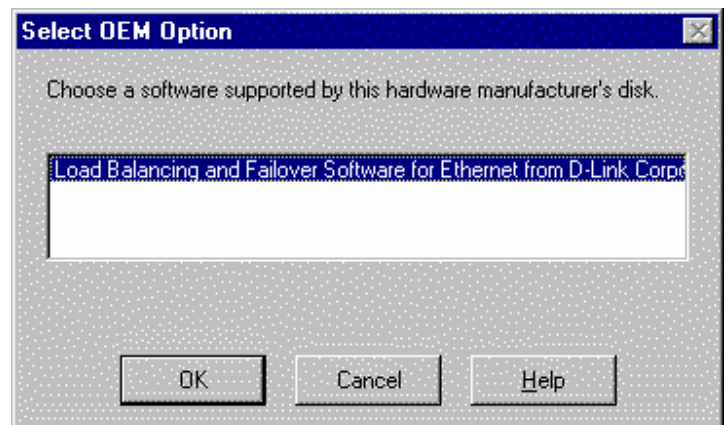 Select OEM Option
Choose a software supported by this hardware manufacturer's disk.
Load Balancing and Failover Software for Ethernet from D-Link Corpo
OK Cancel Help